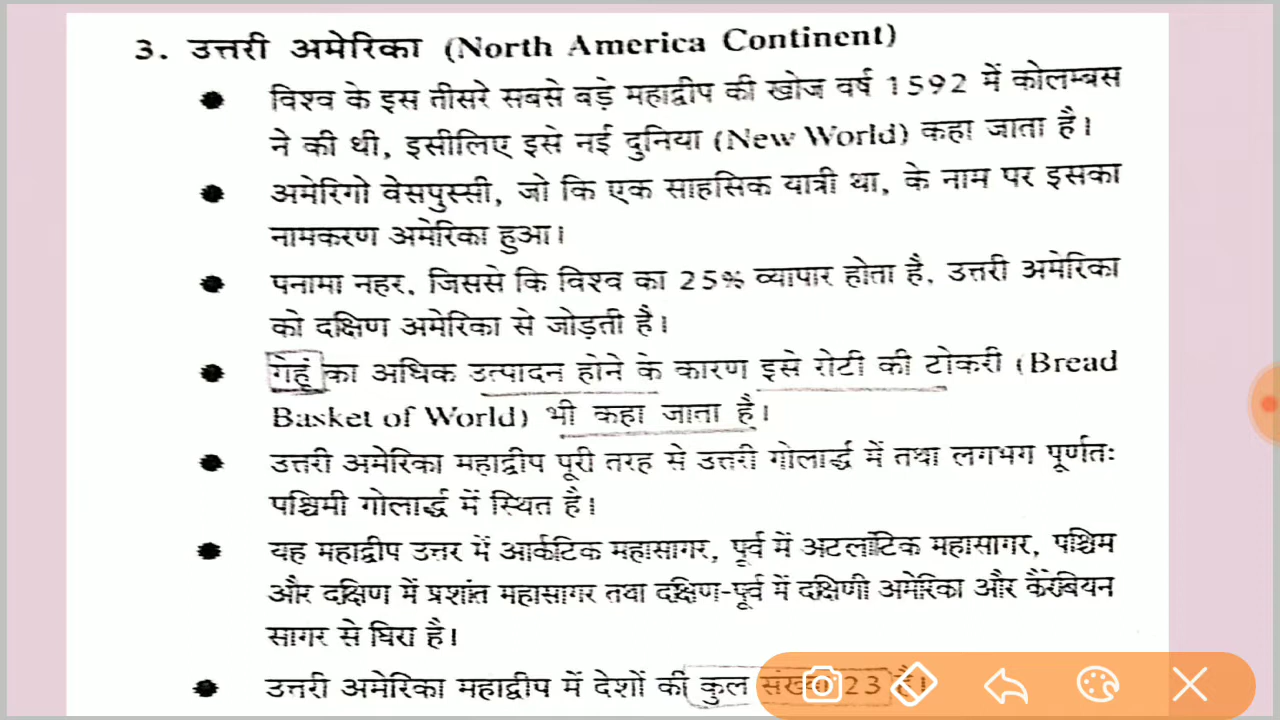 3. उत्तरी अमेरिका (North America Continent)
विश्व के इस तीसरे सबसे बड़े महाद्वीप की खोज वर्ष 1592 में कोलम्बस
ने की थी, इसीलिए इसे नई दुनिया (New World) कहा जाता है।
अमेरिगो वेसपुस्सी, जो कि एक साहसिक यात्री था, के नाम पर इसका
नामकरण अमेरिका हुआ।
पनामा नहर, जिससे कि विश्व का 25% व्यापार होता है, उत्तरी अमेरिका
को दक्षिण अमेरिका से जोड़ती है।
गेहूं का अधिक उत्पादन होने के कारण इसे रोटी की टोकरी (Bread
Basket of World) भी कहा जाता है।
उत्तरी अमेरिका महाद्वीप पूरी तरह से उत्तरी गोलार्द्ध में तथा लगभग पूर्णतः
पश्चिमी गोलार्द्ध में स्थित है।
यह महाद्वीप उत्तर में आर्कटिक महासागर, पूर्व में अटलांटिक महासागर, पश्चिम
और दक्षिण में प्रशांत महासागर तथा दक्षिण-पूर्व में दक्षिणी अमेरिका और कैरेबियन
सागर से घिरा है।
उत्तरी अमेरिका महाद्वीप में देशों की कुल संख्या 23 है।